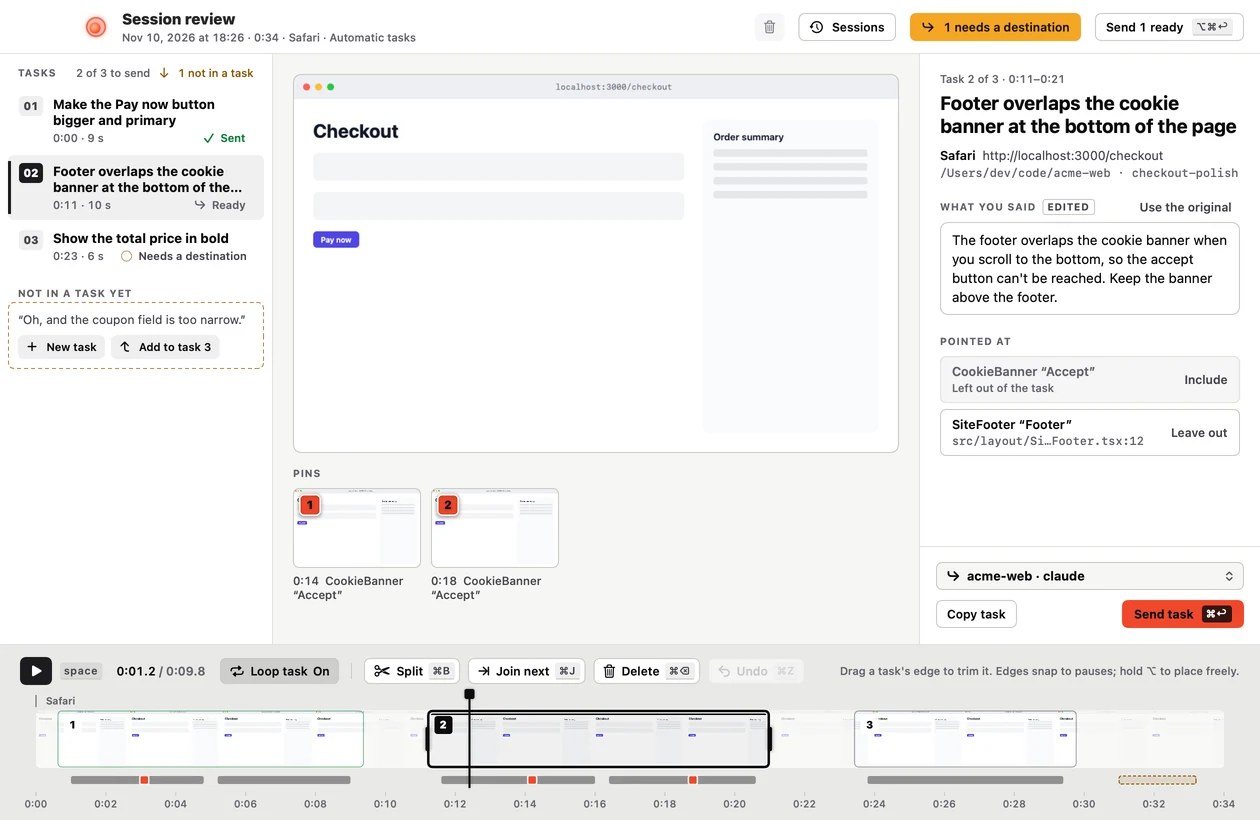 Session review
Nov 10, 2026 at 18:26 · 0:34 · Safari · Automatic tasks
Sessions
1 needs a destination
Send 1 ready ⌥⌘↩
TASKS 2 of 3 to send ↓ 1 not in a task
01 Make the Pay now button
bigger and primary
0:00 · 9 s ✓ Sent
02 Footer overlaps the cookie
banner at the bottom of the…
0:11 · 10 s Ready
03 Show the total price in bold
0:23 · 6 s Needs a destination
NOT IN A TASK YET
“Oh, and the coupon field is too narrow.”
+ New task
Add to task 3
localhost:3000/checkout
Checkout
Pay now
Order summary
PINS
1
2
0:14 CookieBanner
“Accept”
0:18 CookieBanner
“Accept”
Task 2 of 3 · 0:11–0:21
Footer overlaps the cookie
banner at the bottom of the page
Safari http://localhost:3000/checkout
/Users/dev/code/acme-web · checkout-polish
WHAT YOU SAID EDITED Use the original
The footer overlaps the cookie banner when
you scroll to the bottom, so the accept
button can't be reached. Keep the banner
above the footer.
POINTED AT
CookieBanner “Accept”
Left out of the task
Include
SiteFooter “Footer”
src/layout/Si…Footer.tsx:12
Leave out
acme-web · claude
Copy task
Send task ⌘↩
space
0:01.2 / 0:09.8
Loop task On
Split ⌘B
Join next ⌘J
Delete ⌘⌫
Undo ⌘Z
Drag a task's edge to trim it. Edges snap to pauses; hold ⌥ to place freely.
Safari
1
2
3
0:00 0:02 0:04 0:06 0:08 0:10 0:12 0:14 0:16 0:18 0:20 0:22 0:24 0:26 0:28 0:30 0:32 0:34